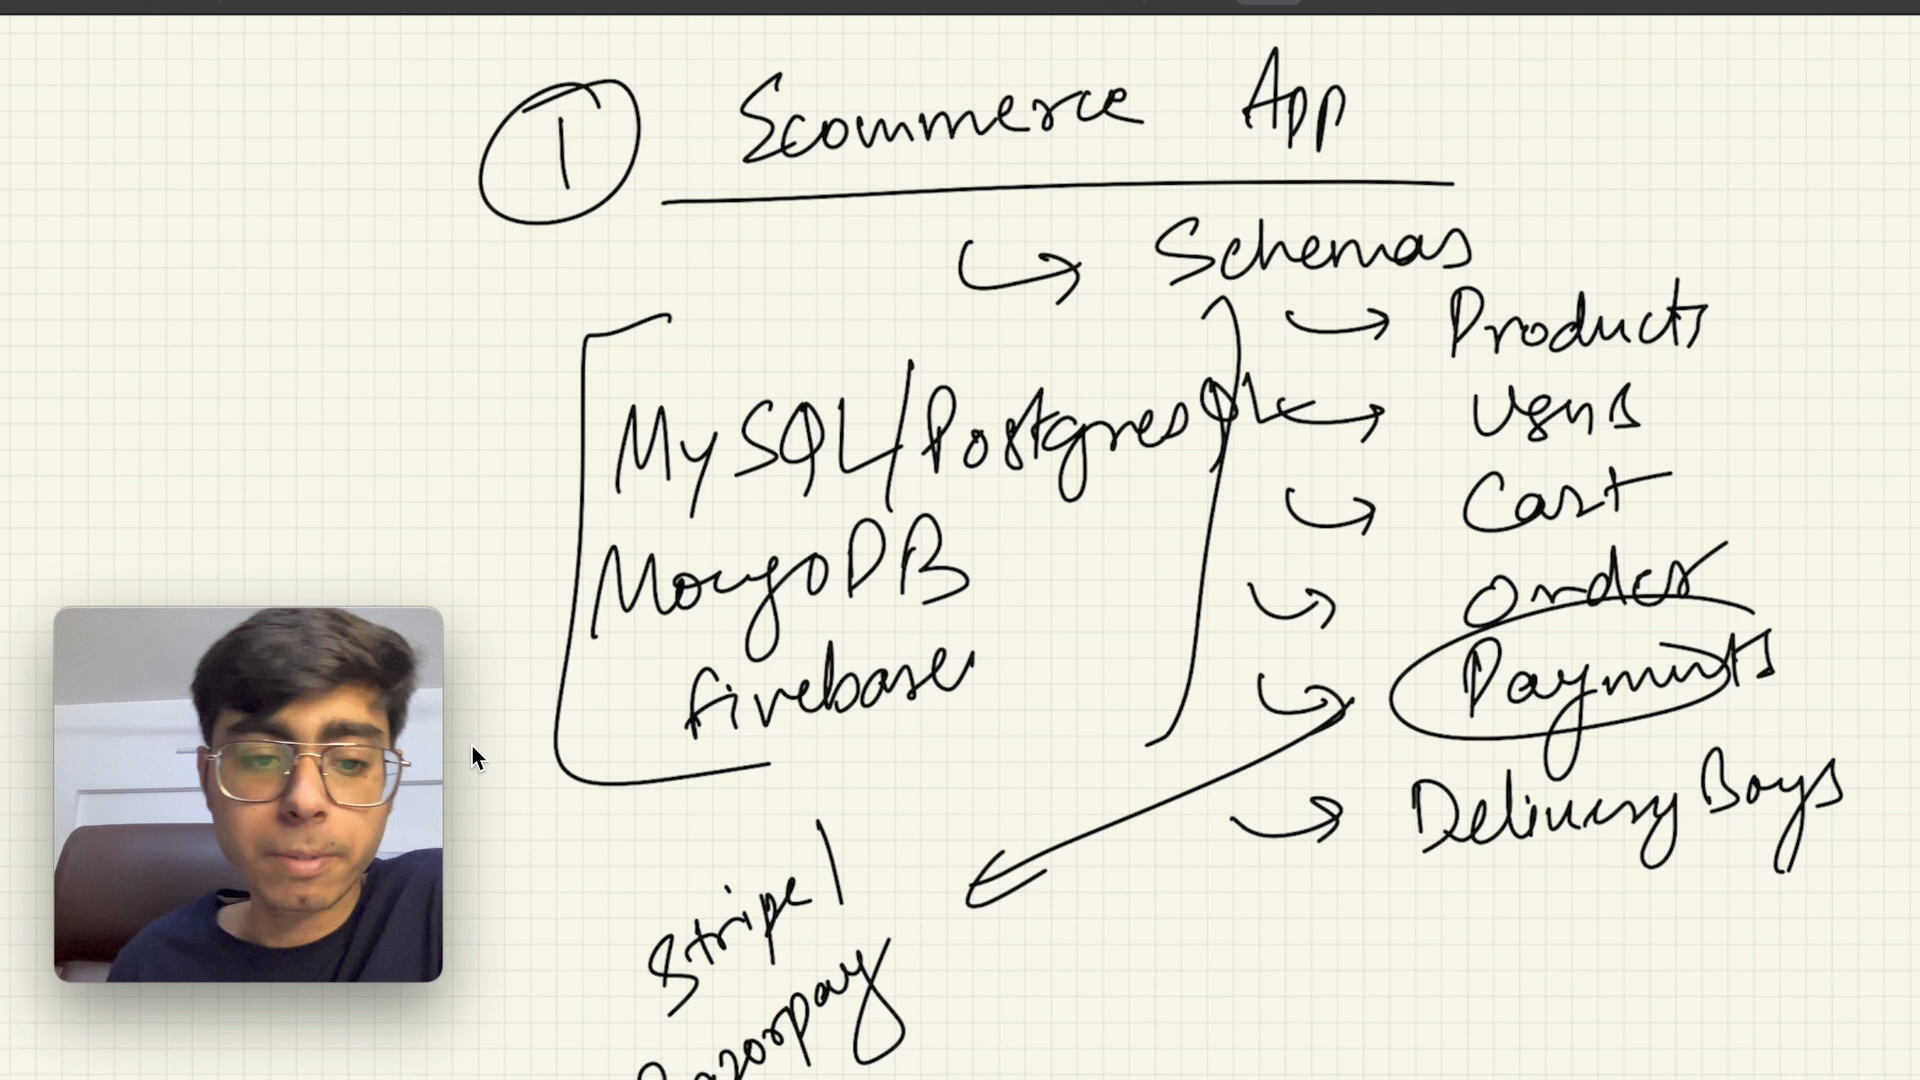 1 Ecommerce App
Schemas
Products
Users
Cart
Order
Payments
Delivery Boys
MySQL/PostgresQL
MongoDB
firebase
Stripe/
Razorpay